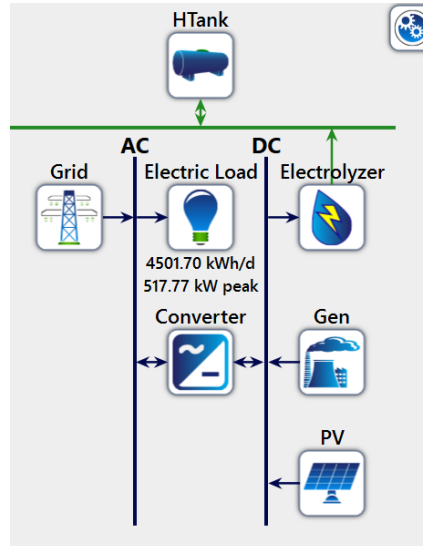 HTank
AC
DC
Grid
Electric Load
Electrolyzer
4501.70 kWh/d
517.77 kW peak
Converter
Gen
PV